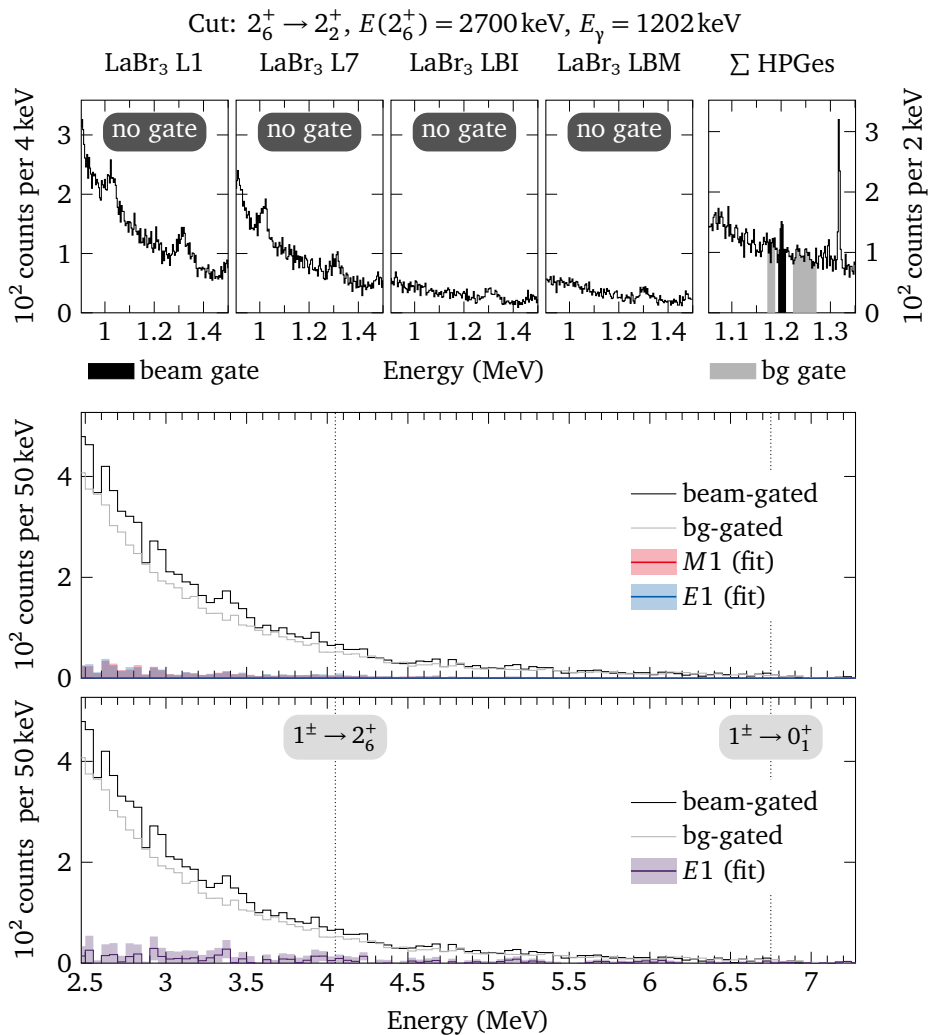 Cut: 2₆⁺ → 2₂⁺, E(2₆⁺) = 2700 keV, Eγ = 1202 keV
LaBr₃ L1 LaBr₃ L7 LaBr₃ LBI LaBr₃ LBM ∑ HPGes
10² counts per 4 keV
3
2
1
0
no gate no gate no gate no gate
10² counts per 2 keV
3
2
1
0
1 1.2 1.4 1 1.2 1.4 1 1.2 1.4 1 1.2 1.4 1.1 1.2 1.3
beam gate Energy (MeV) bg gate
10² counts per 50 keV
4
2
0
beam-gated
bg-gated
M1 (fit)
E1 (fit)
10² counts per 50 keV
4
2
0
1± → 2₆⁺ 1± → 0₁⁺
beam-gated
bg-gated
E1 (fit)
2.5 3 3.5 4 4.5 5 5.5 6 6.5 7
Energy (MeV)